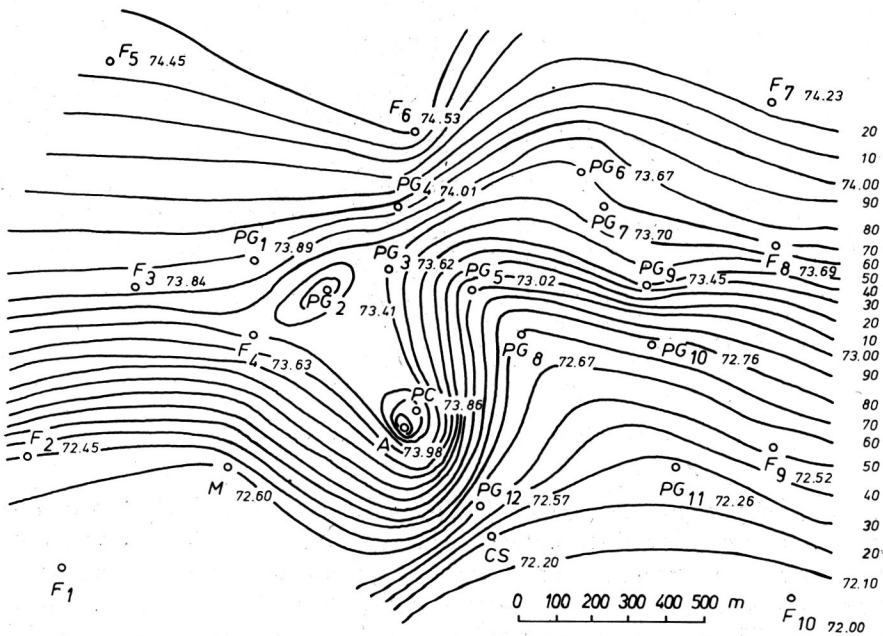 F5 74.45
F7 74.23
F6 74.53
20
10
PG6 73.67
74.00
PG4 74.01
90
PG7 73.70
80
PG1 73.89
70
F8 73.69
60
PG3 73.62
PG9 73.45
50
F3 73.84
PG5 73.02
40
PG2 73.41
30
20
F4 73.63
PG8 72.67
PG10 72.76
10
73.00
90
PC 73.86
80
A 73.98
70
60
F2 72.45
F9 72.52
50
M 72.60
PG12 72.57
PG11 72.26
40
30
CS 72.20
20
72.10
F1
0 100 200 300 400 500 m
F10 72.00